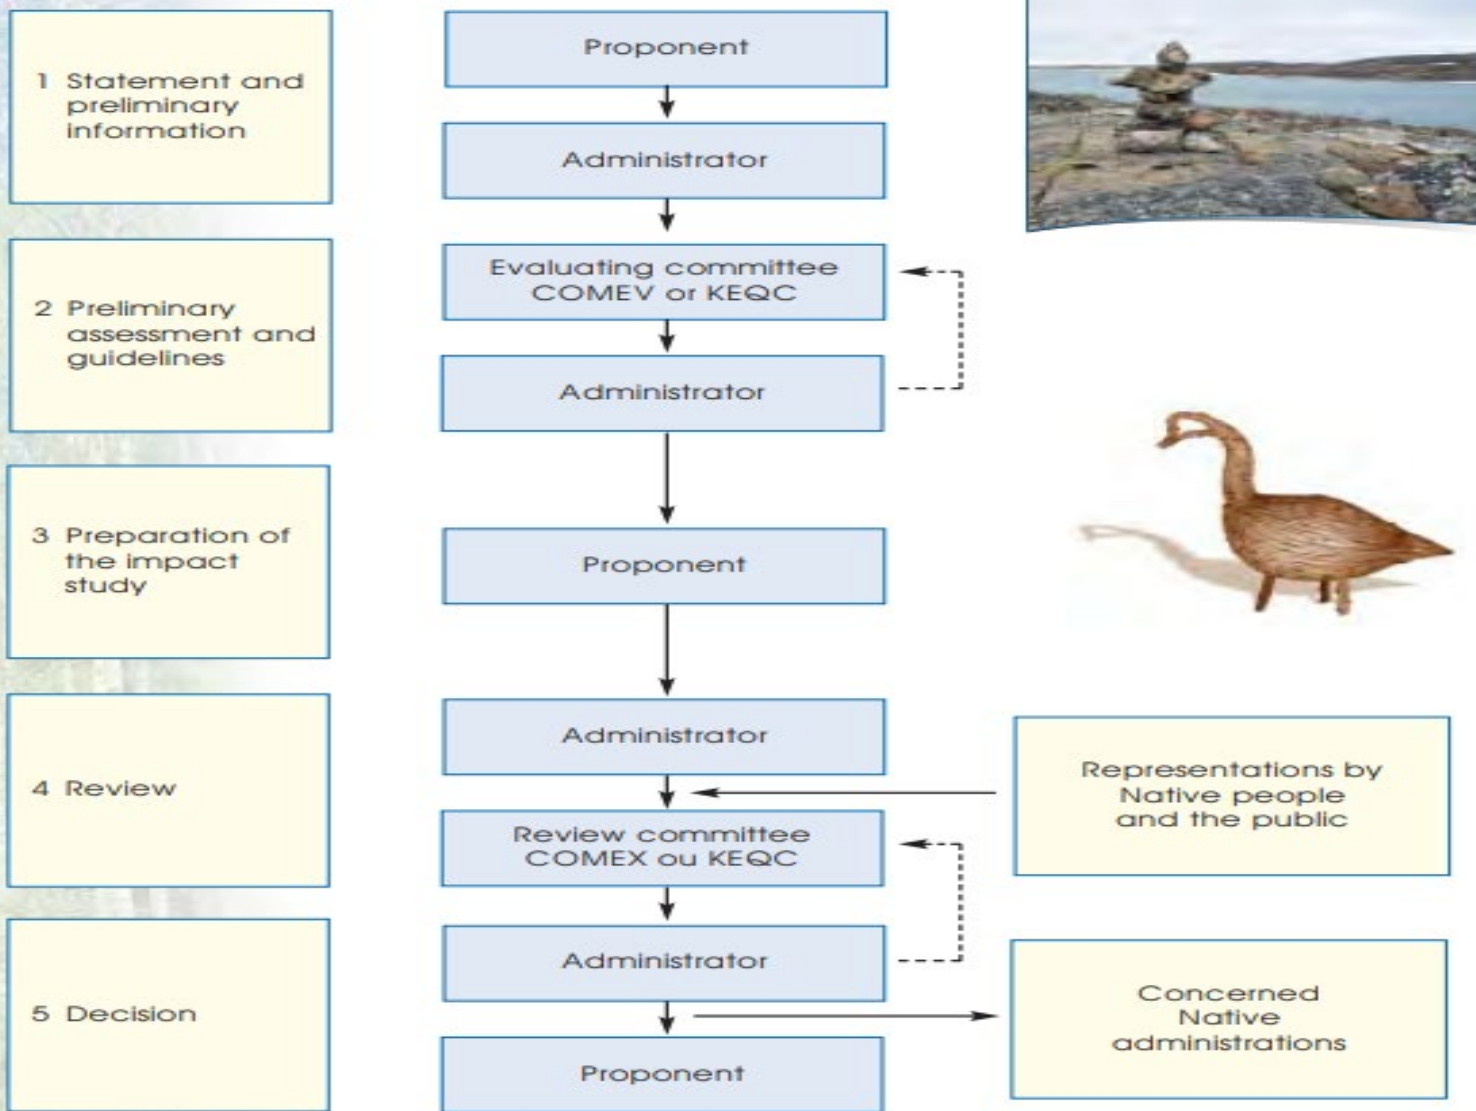 1 Statement and
preliminary
information
Proponent
Administrator
2 Preliminary
assessment and
guidelines
Evaluating committee
COMEV or KEQC
Administrator
3 Preparation of
the impact
study
Proponent
4 Review
Administrator
Representations by
Native people
and the public
Review committee
COMEX ou KEQC
5 Decision
Administrator
Concerned
Native
administrations
Proponent